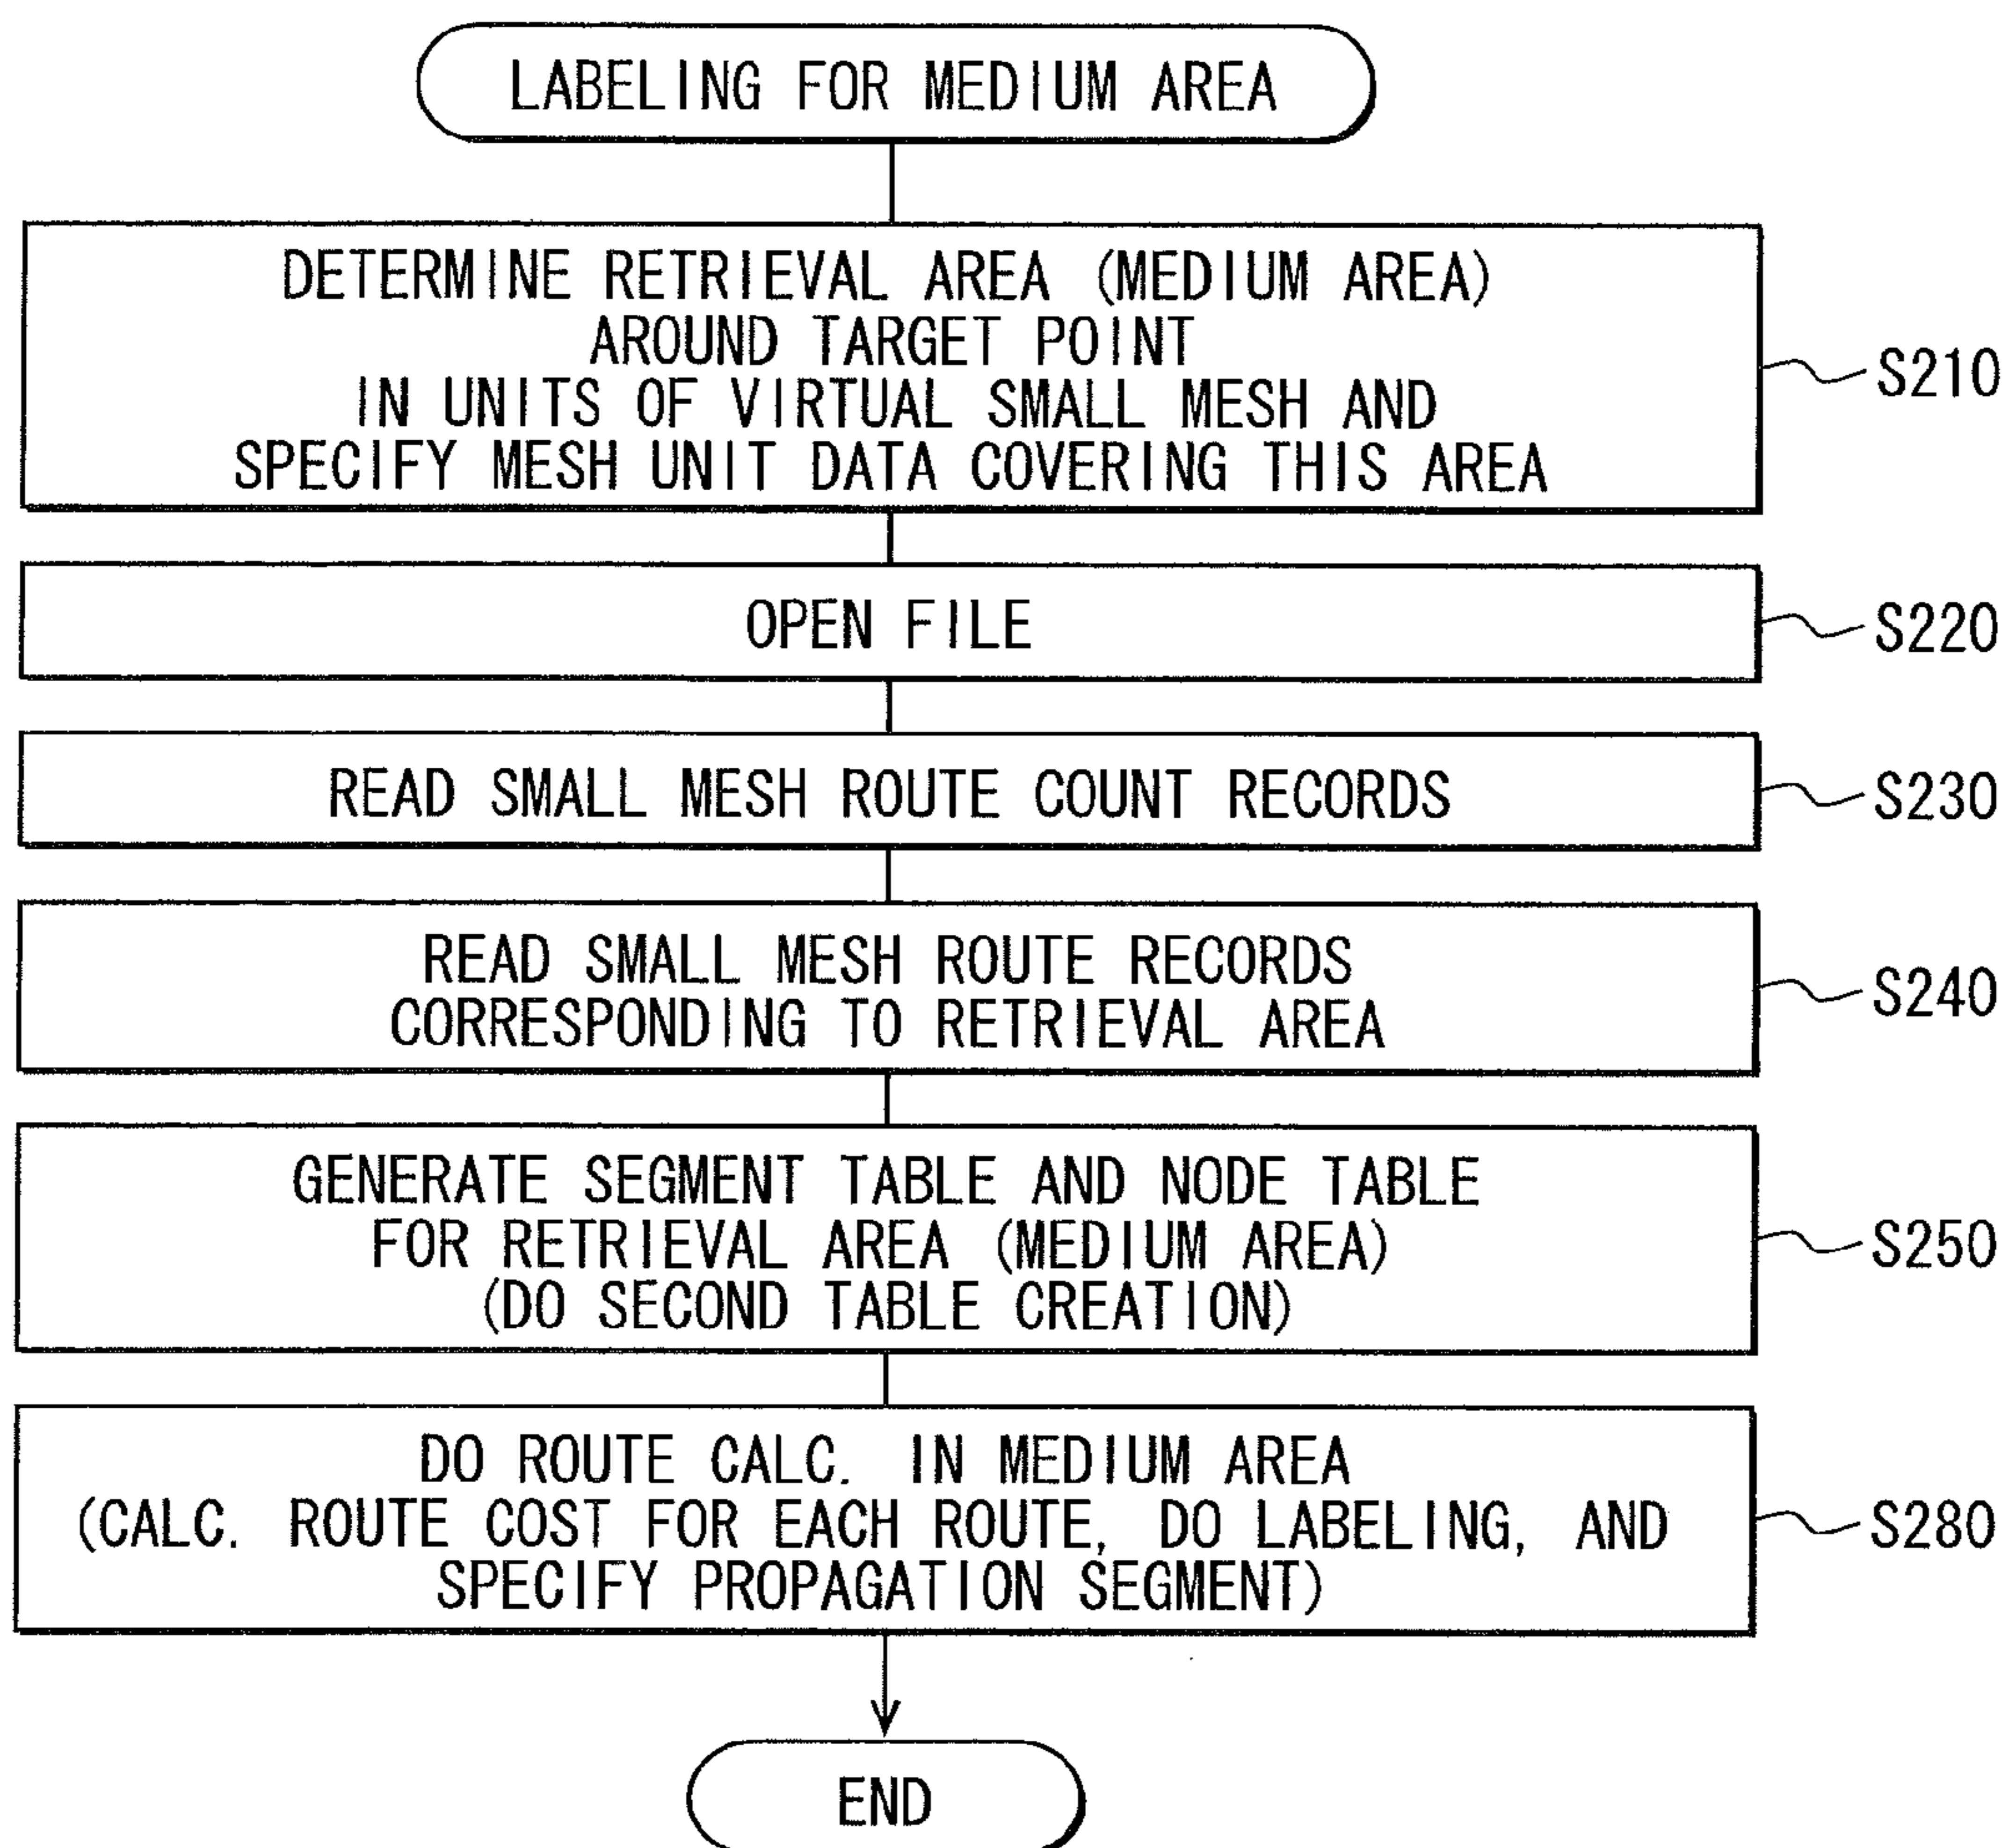 LABELING FOR MEDIUM AREA
DETERMINE RETRIEVAL AREA (MEDIUM AREA)
AROUND TARGET POINT
IN UNITS OF VIRTUAL SMALL MESH AND
SPECIFY MESH UNIT DATA COVERING THIS AREA
S210
OPEN FILE
S220
READ SMALL MESH ROUTE COUNT RECORDS
S230
READ SMALL MESH ROUTE RECORDS
CORRESPONDING TO RETRIEVAL AREA
S240
GENERATE SEGMENT TABLE AND NODE TABLE
FOR RETRIEVAL AREA (MEDIUM AREA)
(DO SECOND TABLE CREATION)
S250
DO ROUTE CALC. IN MEDIUM AREA
(CALC. ROUTE COST FOR EACH ROUTE, DO LABELING, AND
SPECIFY PROPAGATION SEGMENT)
S280
END